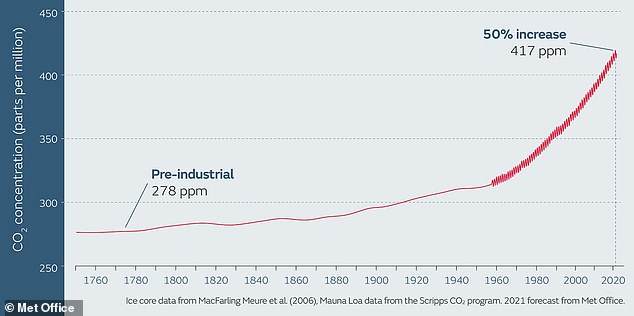 450
400
350
300
250
CO₂ concentration (parts per million)
50% increase
417 ppm
Pre-industrial
278 ppm
1760 1780 1800 1820 1840 1860 1880 1900 1920 1940 1960 1980 2000 2020
Ice core data from MacFarling Meure et al. (2006), Mauna Loa data from the Scripps CO₂ program. 2021 forecast from Met Office.
© Met Office